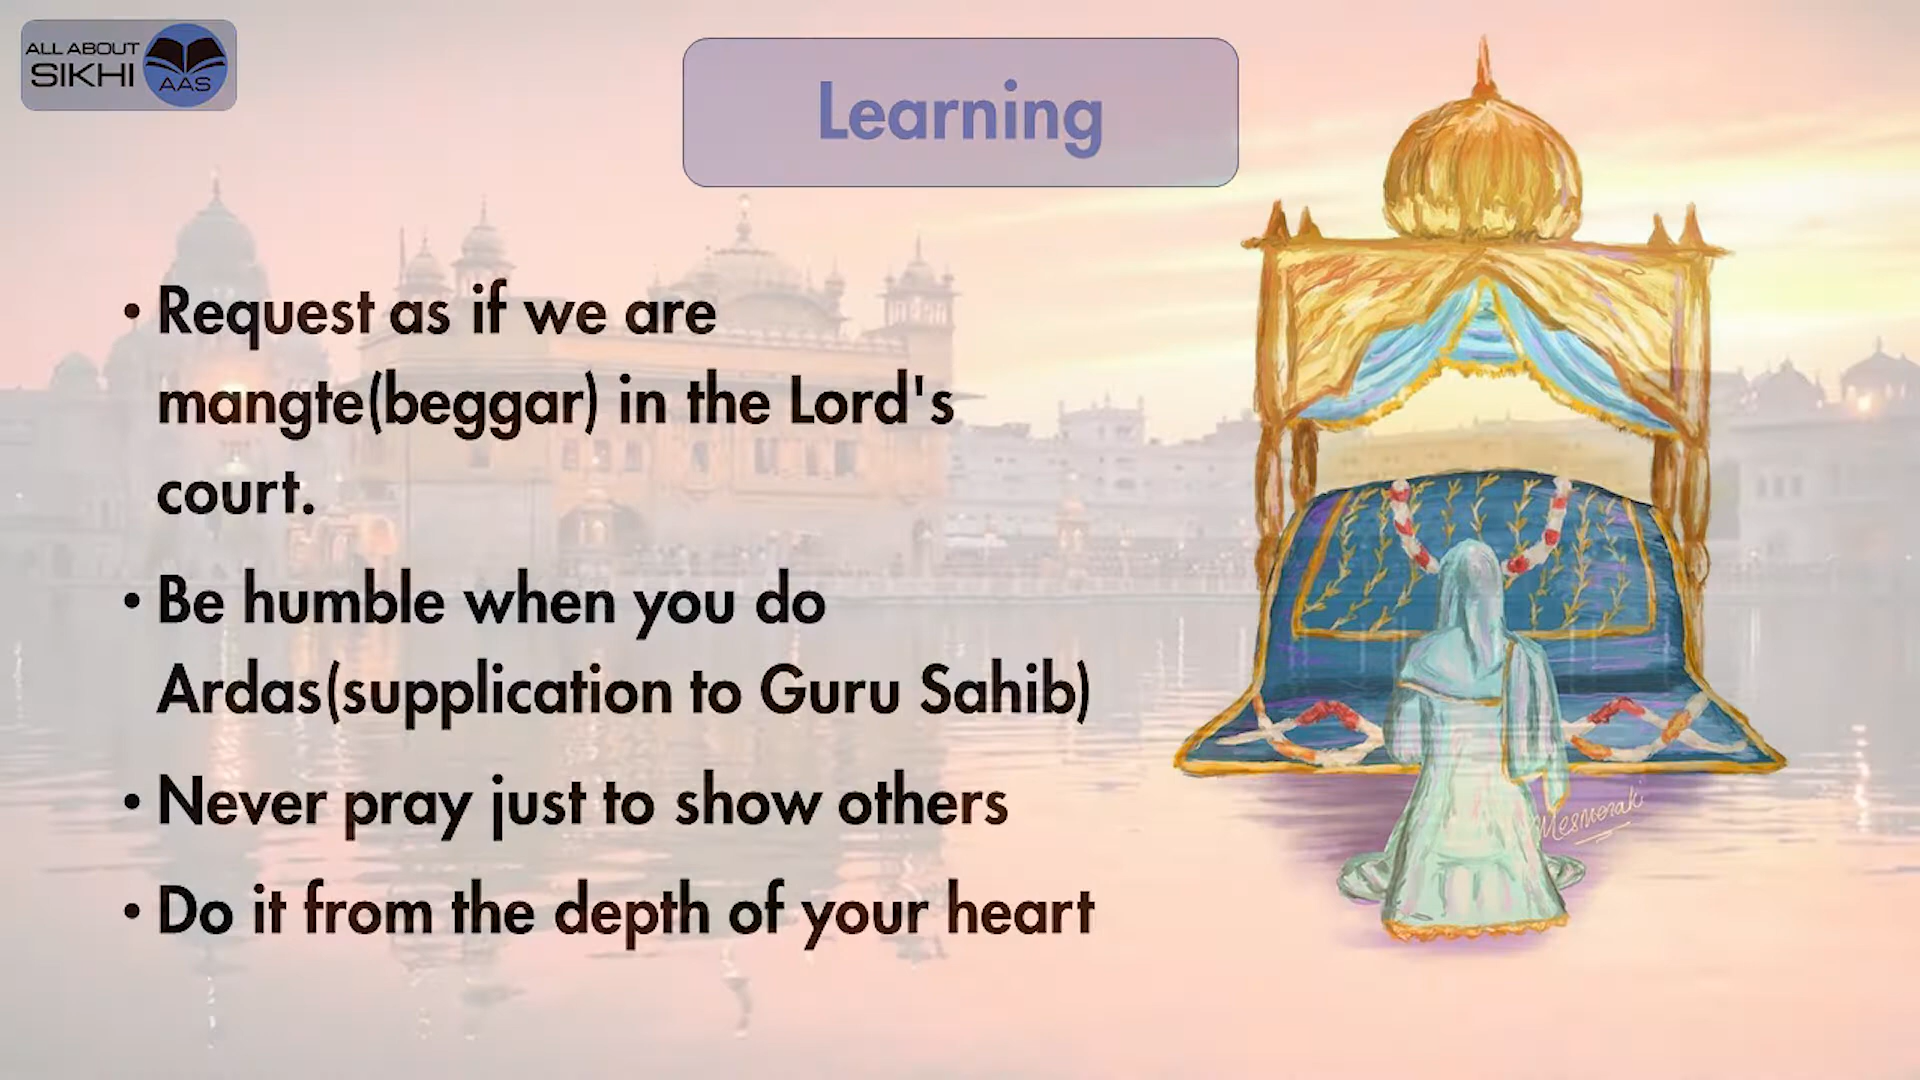 ALL ABOUT
SIKHI
AAS
Learning
• Request as if we are
mangte(beggar) in the Lord's
court.
• Be humble when you do
Ardas(supplication to Guru Sahib)
• Never pray just to show others
• Do it from the depth of your heart
Mesmerak